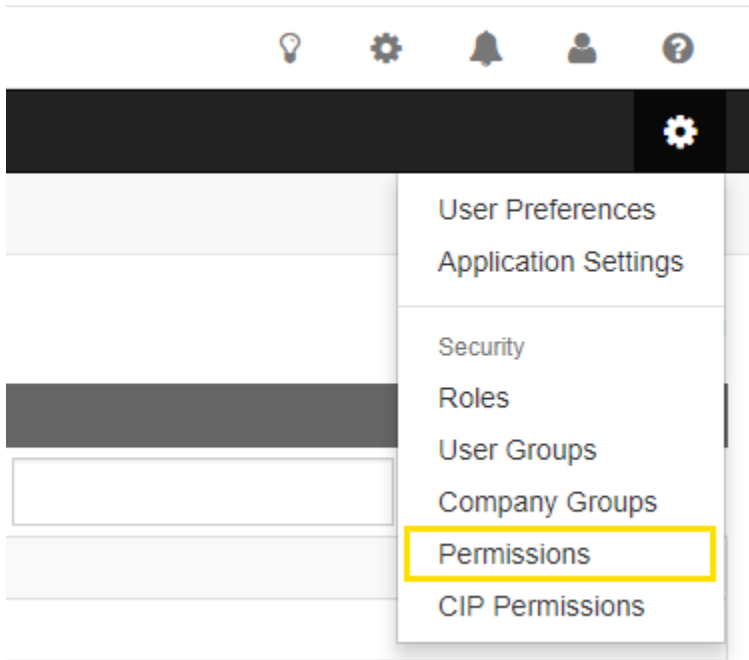 User Preferences
Application Settings
Security
Roles
User Groups
Company Groups
Permissions
CIP Permissions